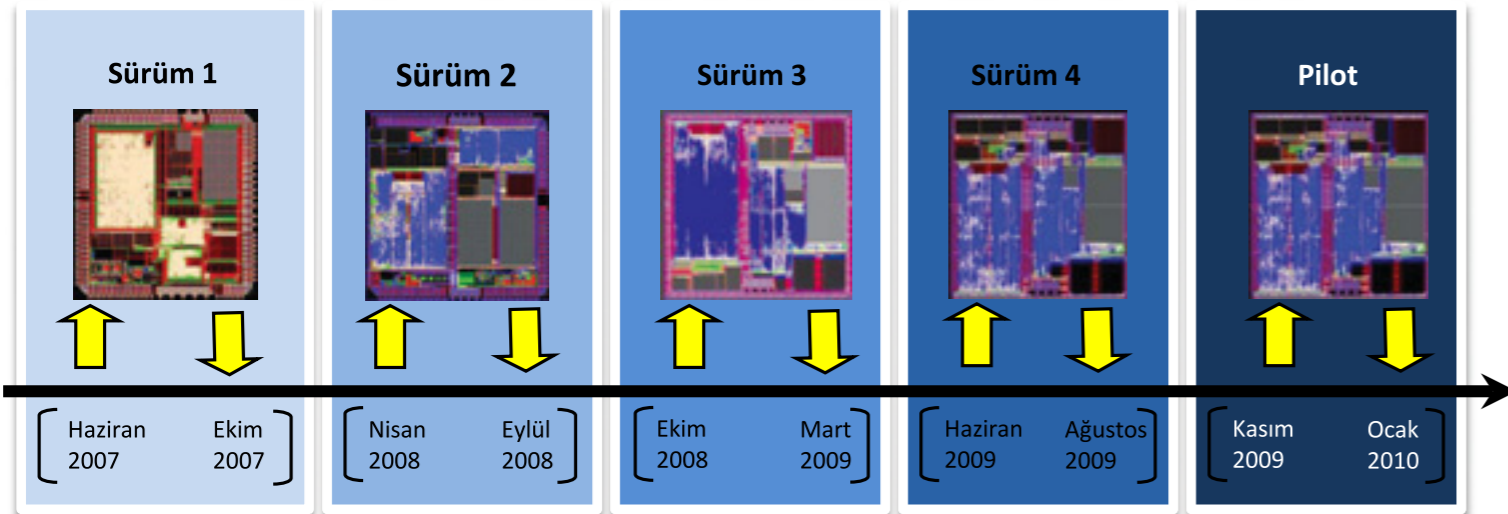 Sürüm 1
Haziran
2007
Ekim
2007
Sürüm 2
Nisan
2008
Eylül
2008
Sürüm 3
Ekim
2008
Mart
2009
Sürüm 4
Haziran
2009
Ağustos
2009
Pilot
Kasım
2009
Ocak
2010